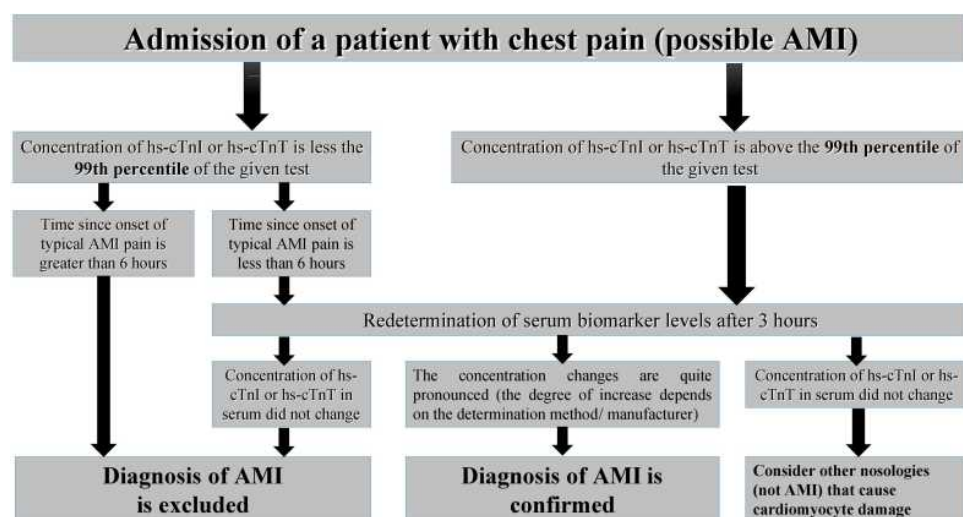 Admission of a patient with chest pain (possible AMI)
Concentration of hs-cTnI or hs-cTnT is less the
99th percentile of the given test
Concentration of hs-cTnI or hs-cTnT is above the 99th percentile of
the given test
Time since onset of
typical AMI pain is
greater than 6 hours
Time since onset of
typical AMI pain is
less than 6 hours
Redetermination of serum biomarker levels after 3 hours
Concentration of hs-
cTnI or hs-cTnT in
serum did not change
The concentration changes are quite
pronounced (the degree of increase depends
on the determination method/ manufacturer)
Concentration of hs-cTnI or hs-
cTnT in serum did not change
Diagnosis of AMI
is excluded
Diagnosis of AMI is
confirmed
Consider other nosologies
(not AMI) that cause
cardiomyocyte damage